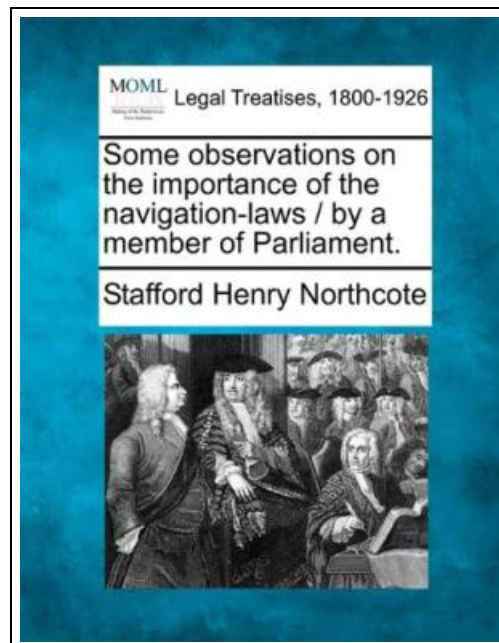 MOML
Legal Treatises, 1800-1926
Some observations on
the importance of the
navigation-laws / by a
member of Parliament.
Stafford Henry Northcote